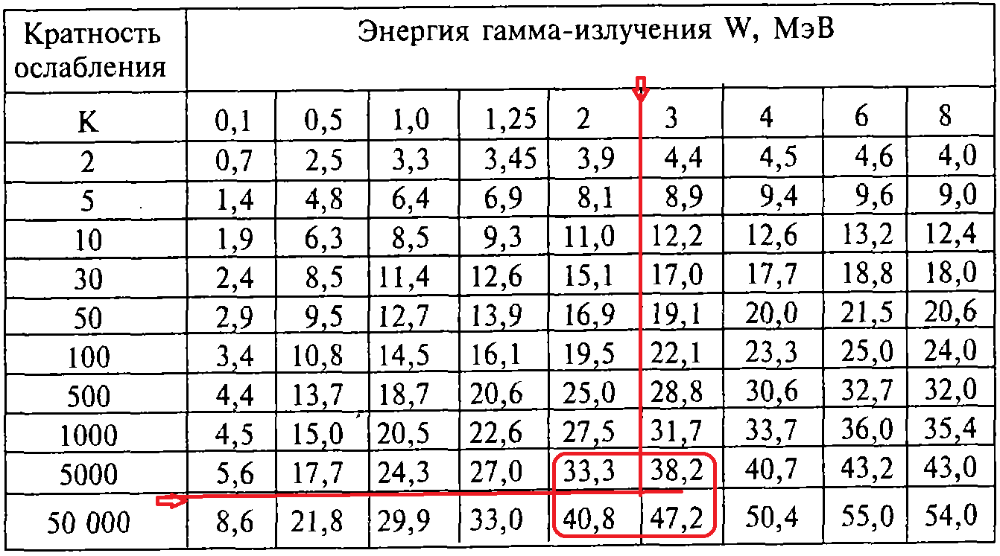 Кратность ослабления
Энергия гамма-излучения W, МэВ
К 0,1 0,5 1,0 1,25 2 3 4 6 8
2 0,7 2,5 3,3 3,45 3,9 4,4 4,5 4,6 4,0
5 1,4 4,8 6,4 6,9 8,1 8,9 9,4 9,6 9,0
10 1,9 6,3 8,5 9,3 11,0 12,2 12,6 13,2 12,4
30 2,4 8,5 11,4 12,6 15,1 17,0 17,7 18,8 18,0
50 2,9 9,5 12,7 13,9 16,9 19,1 20,0 21,5 20,6
100 3,4 10,8 14,5 16,1 19,5 22,1 23,3 25,0 24,0
500 4,4 13,7 18,7 20,6 25,0 28,8 30,6 32,7 32,0
1000 4,5 15,0 20,5 22,6 27,5 31,7 33,7 36,0 35,4
5000 5,6 17,7 24,3 27,0 33,3 38,2 40,7 43,2 43,0
50 000 8,6 21,8 29,9 33,0 40,8 47,2 50,4 55,0 54,0